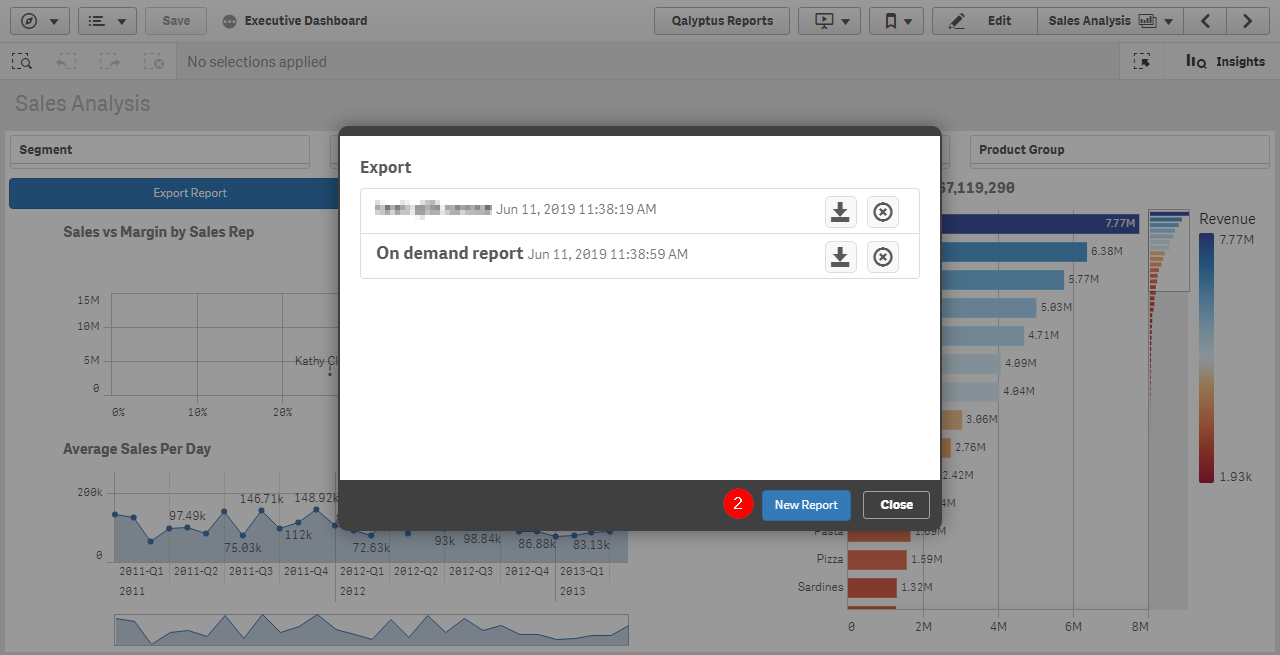 Save
Executive Dashboard
Qalyptus Reports
Edit
Sales Analysis
No selections applied
Insights
Sales Analysis
Segment
Product Group
Export Report
Export
Jun 11, 2019 11:38:19 AM
On demand report Jun 11, 2019 11:38:59 AM
2
New Report
Close
Sales vs Margin by Sales Rep
15M
10M
5M
0
Kathy
0%
10%
20%
Average Sales Per Day
200k
0
146.71k
148.92k
97.49k
75.03k
112k
72.63k
93k
98.84k
86.88k
83.13k
2011-Q1
2011-Q2
2011-Q3
2011-Q4
2012-Q1
2012-Q2
2012-Q3
2012-Q4
2013-Q1
2011
2012
2013
67,119,290
7.77M
6.38M
5.77M
5.03M
4.71M
4.09M
4.04M
3.06M
2.76M
2.42M
Pasta
Pizza
1.59M
Sardines
1.32M
0
2M
4M
6M
8M
Revenue
7.77M
1.93k